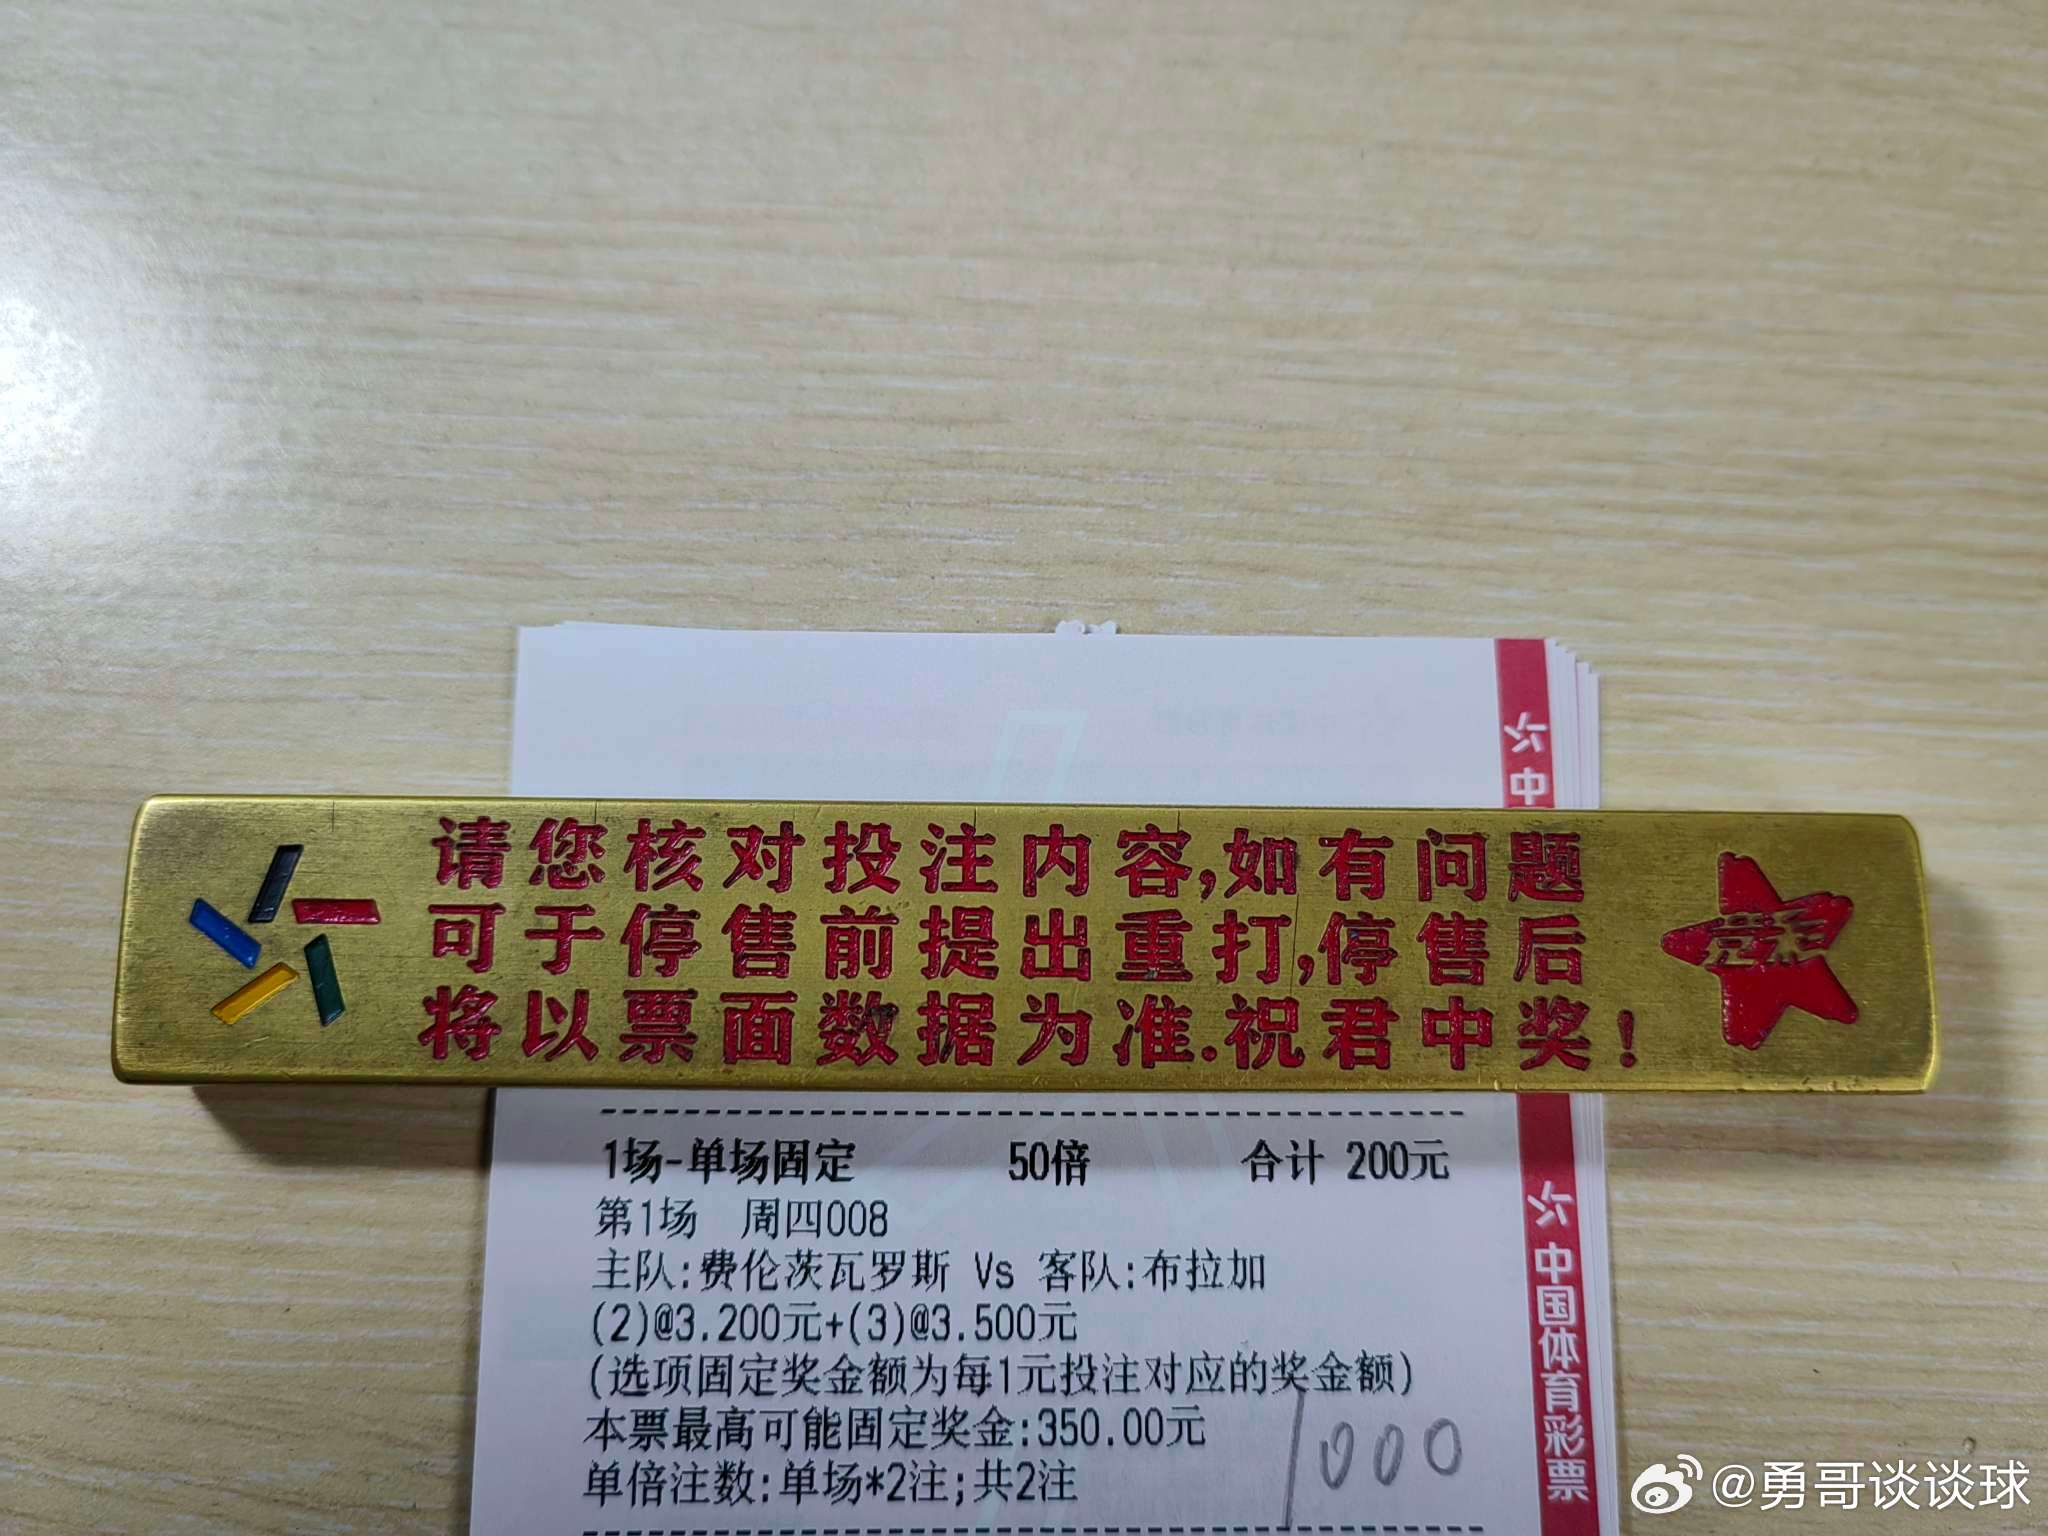 中
请您核对投注内容,如有问题
可于停售前提出重打,停售后
将以票面数据为准.祝君中奖!
竞彩
1场-单场固定 50倍 合计 200元
第1场 周四008
主队:费伦茨瓦罗斯 Vs 客队:布拉加
(2)@3.200元+(3)@3.500元
(选项固定奖金额为每1元投注对应的奖金额)
本票最高可能固定奖金:350.00元
单倍注数:单场*2注;共2注
1000
中国体育彩票
@勇哥谈谈球